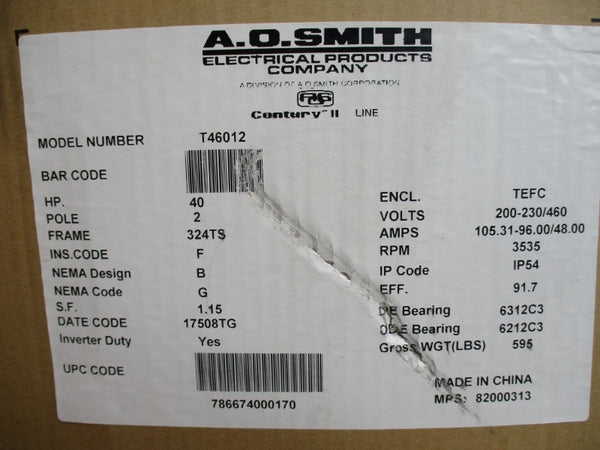 A.O.SMITH
ELECTRICAL PRODUCTS
COMPANY
A DIVISION OF A.O.SMITH CORPORATION
Century™ II LINE
MODEL NUMBER T46012
BAR CODE
HP. 40
POLE 2
FRAME 324TS
INS.CODE F
NEMA Design B
NEMA Code G
S.F. 1.15
DATE CODE 17508TG
Inverter Duty Yes
UPC CODE
786674000170
ENCL. TEFC
VOLTS 200-230/460
AMPS 105.31-96.00/48.00
RPM 3535
IP Code IP54
EFF. 91.7
DE Bearing 6312C3
ODE Bearing 6212C3
Gross WGT(LBS) 595
MADE IN CHINA
MPS: 82000313